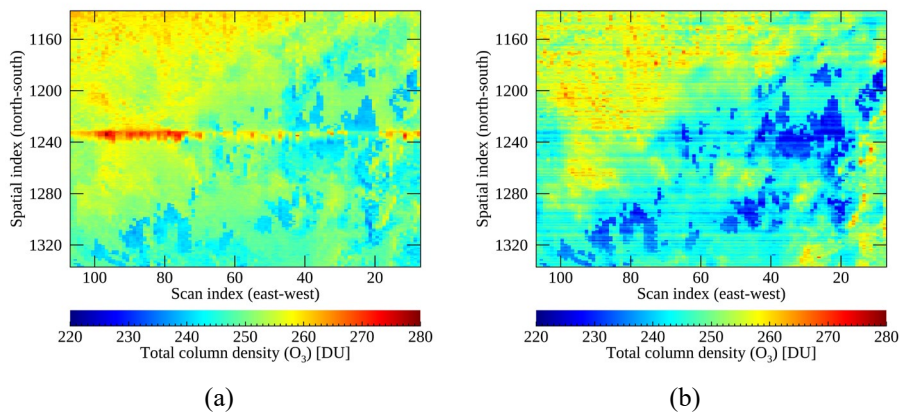 1160
1200
1240
1280
1320
Spatial index (north-south)
100 80 60 40 20
Scan index (east-west)
220 230 240 250 260 270 280
Total column density (O₃) [DU]
(a)
1160
1200
1240
1280
1320
Spatial index (north-south)
100 80 60 40 20
Scan index (east-west)
220 230 240 250 260 270 280
Total column density (O₃) [DU]
(b)